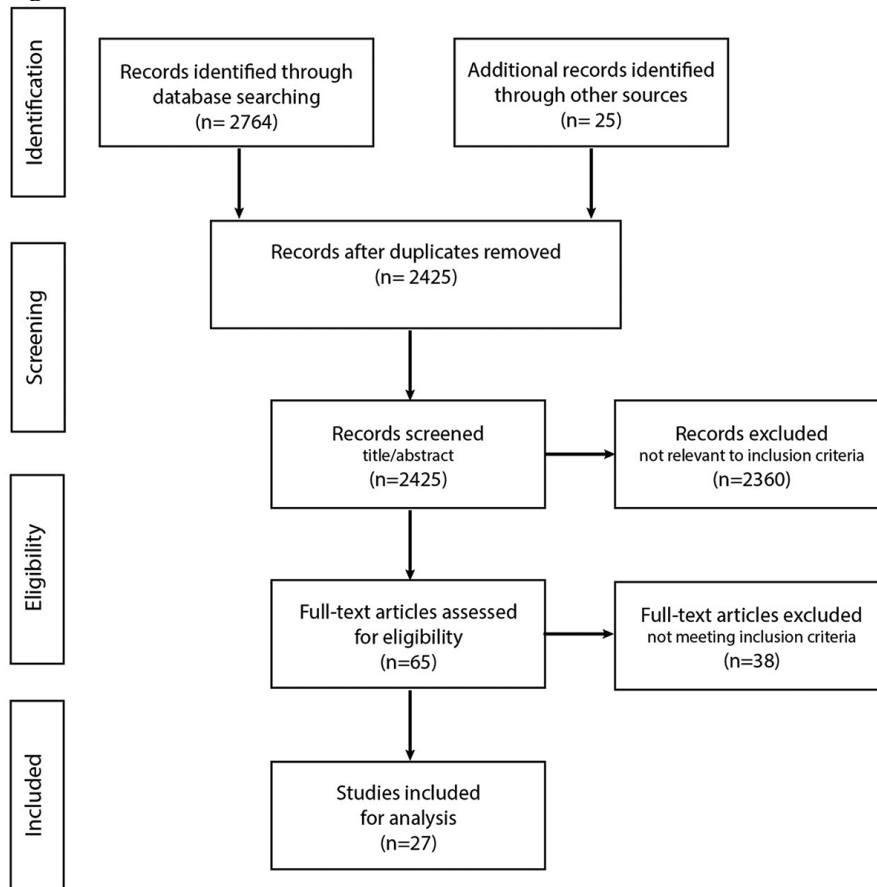 Identification
Records identified through
database searching
(n= 2764)
Additional records identified
through other sources
(n= 25)
Screening
Records after duplicates removed
(n= 2425)
Records screened
title/abstract
(n=2425)
Records excluded
not relevant to inclusion criteria
(n=2360)
Eligibility
Full-text articles assessed
for eligibility
(n=65)
Full-text articles excluded
not meeting inclusion criteria
(n=38)
Included
Studies included
for analysis
(n=27)